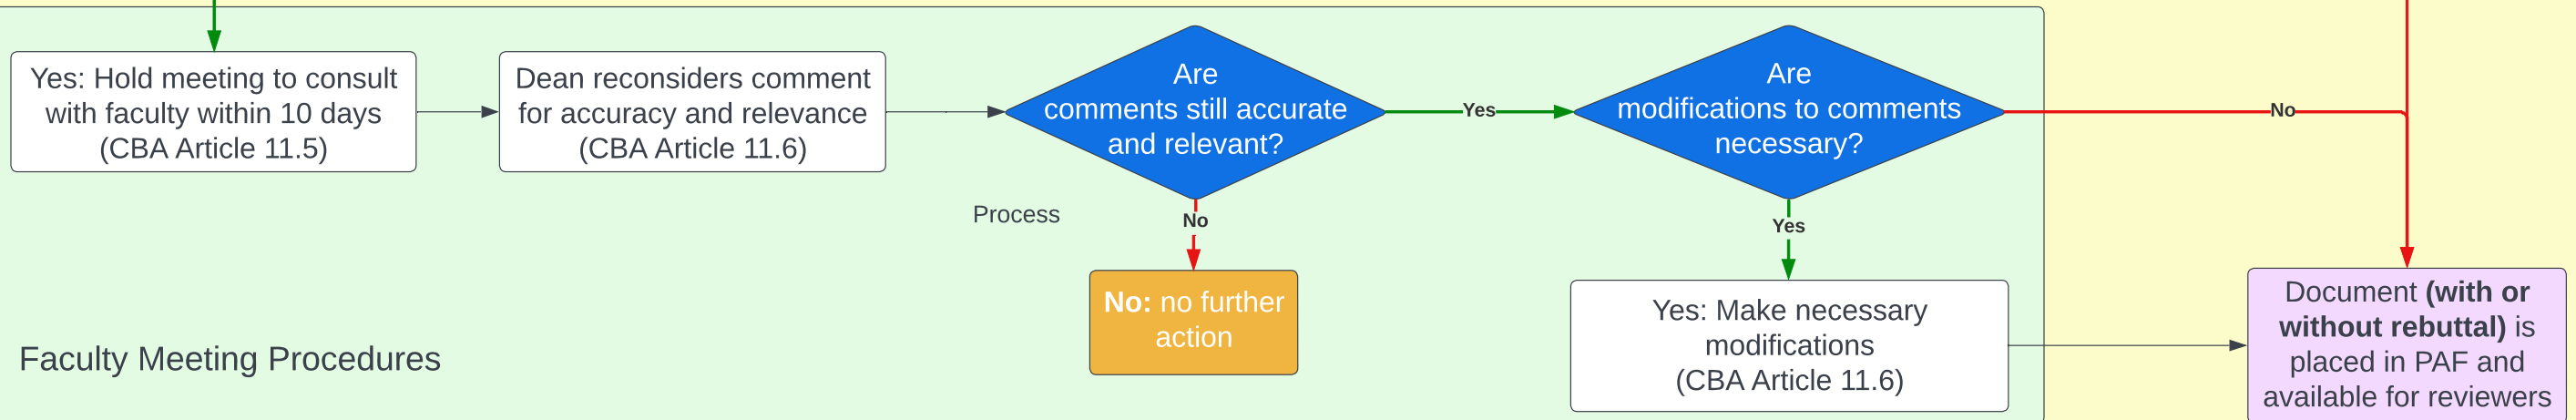 Yes: Hold meeting to consult
with faculty within 10 days
(CBA Article 11.5)
Dean reconsiders comment
for accuracy and relevance
(CBA Article 11.6)
Are
comments still accurate
and relevant?
Yes
Are
modifications to comments
necessary?
No
Process
No
Yes
No: no further
action
Yes: Make necessary
modifications
(CBA Article 11.6)
Document (with or
without rebuttal) is
placed in PAF and
available for reviewers
Faculty Meeting Procedures